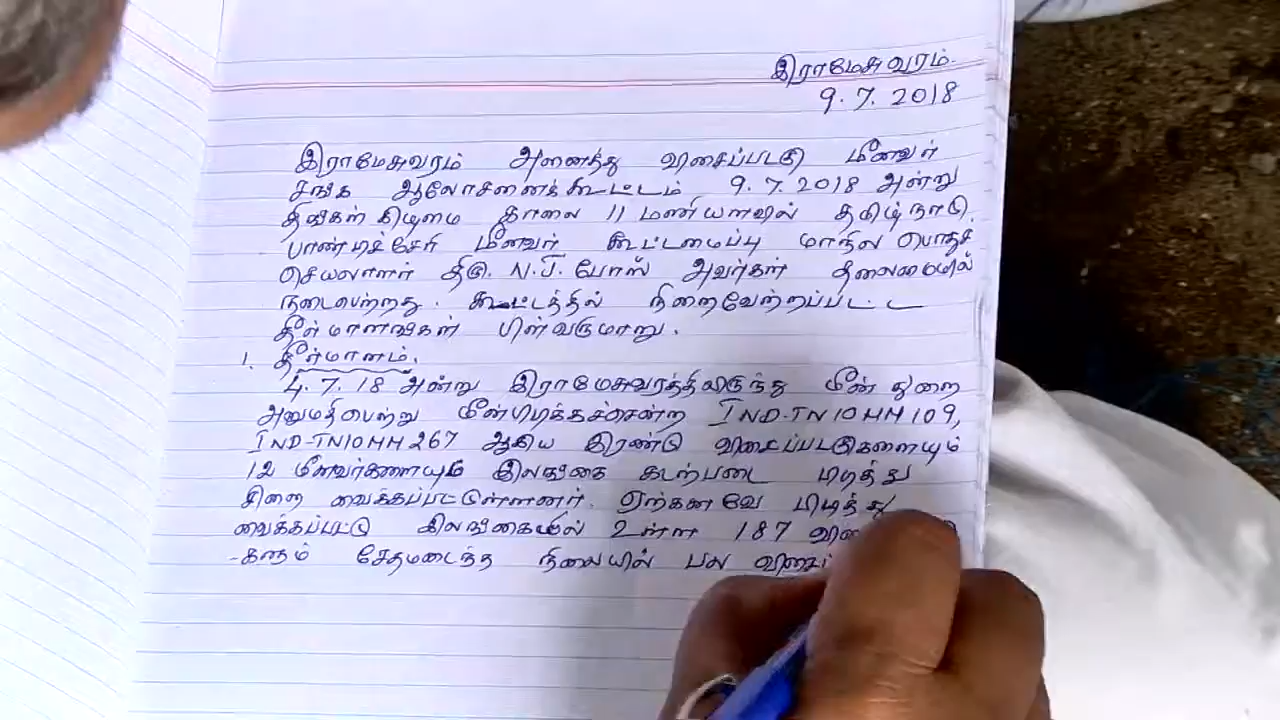 இராமேசுவரம்.
9. 7. 2018
இராமேசுவரம் அனைத்து விசைப்படகு மீனவர்
சங்க ஆலோசனைக் கூட்டம் 9. 7. 2018 அன்று
திங்கள் கிழமை காலை 11 மணியளவில் தமிழ் நாடு
பாண்டிச்சேரி மீனவர் கூட்டமைப்பு மாநில பொதுச்
செயலாளர் திரு. N.J. போஸ் அவர்கள் தலைமையில்
நடைபெற்றது. கூட்டத்தில் நிறைவேற்றப்பட்ட
தீர்மானங்கள் பின்வருமாறு.
1. தீர்மானம்.
4. 7. 18 அன்று இராமேசுவரத்திலிருந்து மீன் துறை
அனுமதிபெற்று மீன்பிடிக்கச்சென்ற IND-TN10MM109,
IND-TN10MM267 ஆகிய இரண்டு விசைப்படகுகளையும்
12 மீனவர்களையும் இலங்கை கடற்படை பிடித்து
சிறை வைக்கப்பட்டுள்ளனர். ஏற்கனவே பிடித்து
வைக்கப்பட்டு இலங்கையில் உள்ள 187
-களும் சேதமடைந்த நிலையில் பல